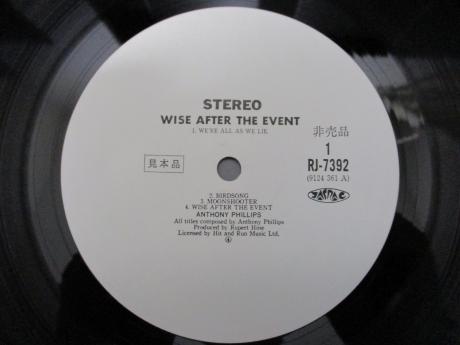 STEREO
WISE AFTER THE EVENT
1. WE'RE ALL AS WE LIE
非売品
1
RJ-7392
(9124 361 A)
見本品
JASRAC
2. BIRDSONG
3. MOONSHOOTER
4. WISE AFTER THE EVENT
ANTHONY PHILLIPS
All titles composed by Anthony Phillips
Produced by Rupert Hine
Licensed by Hit and Run Music Ltd.
④